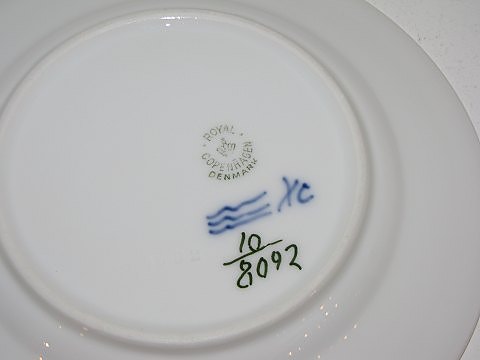 ROYAL
COPENHAGEN
DENMARK
XC
10
8092